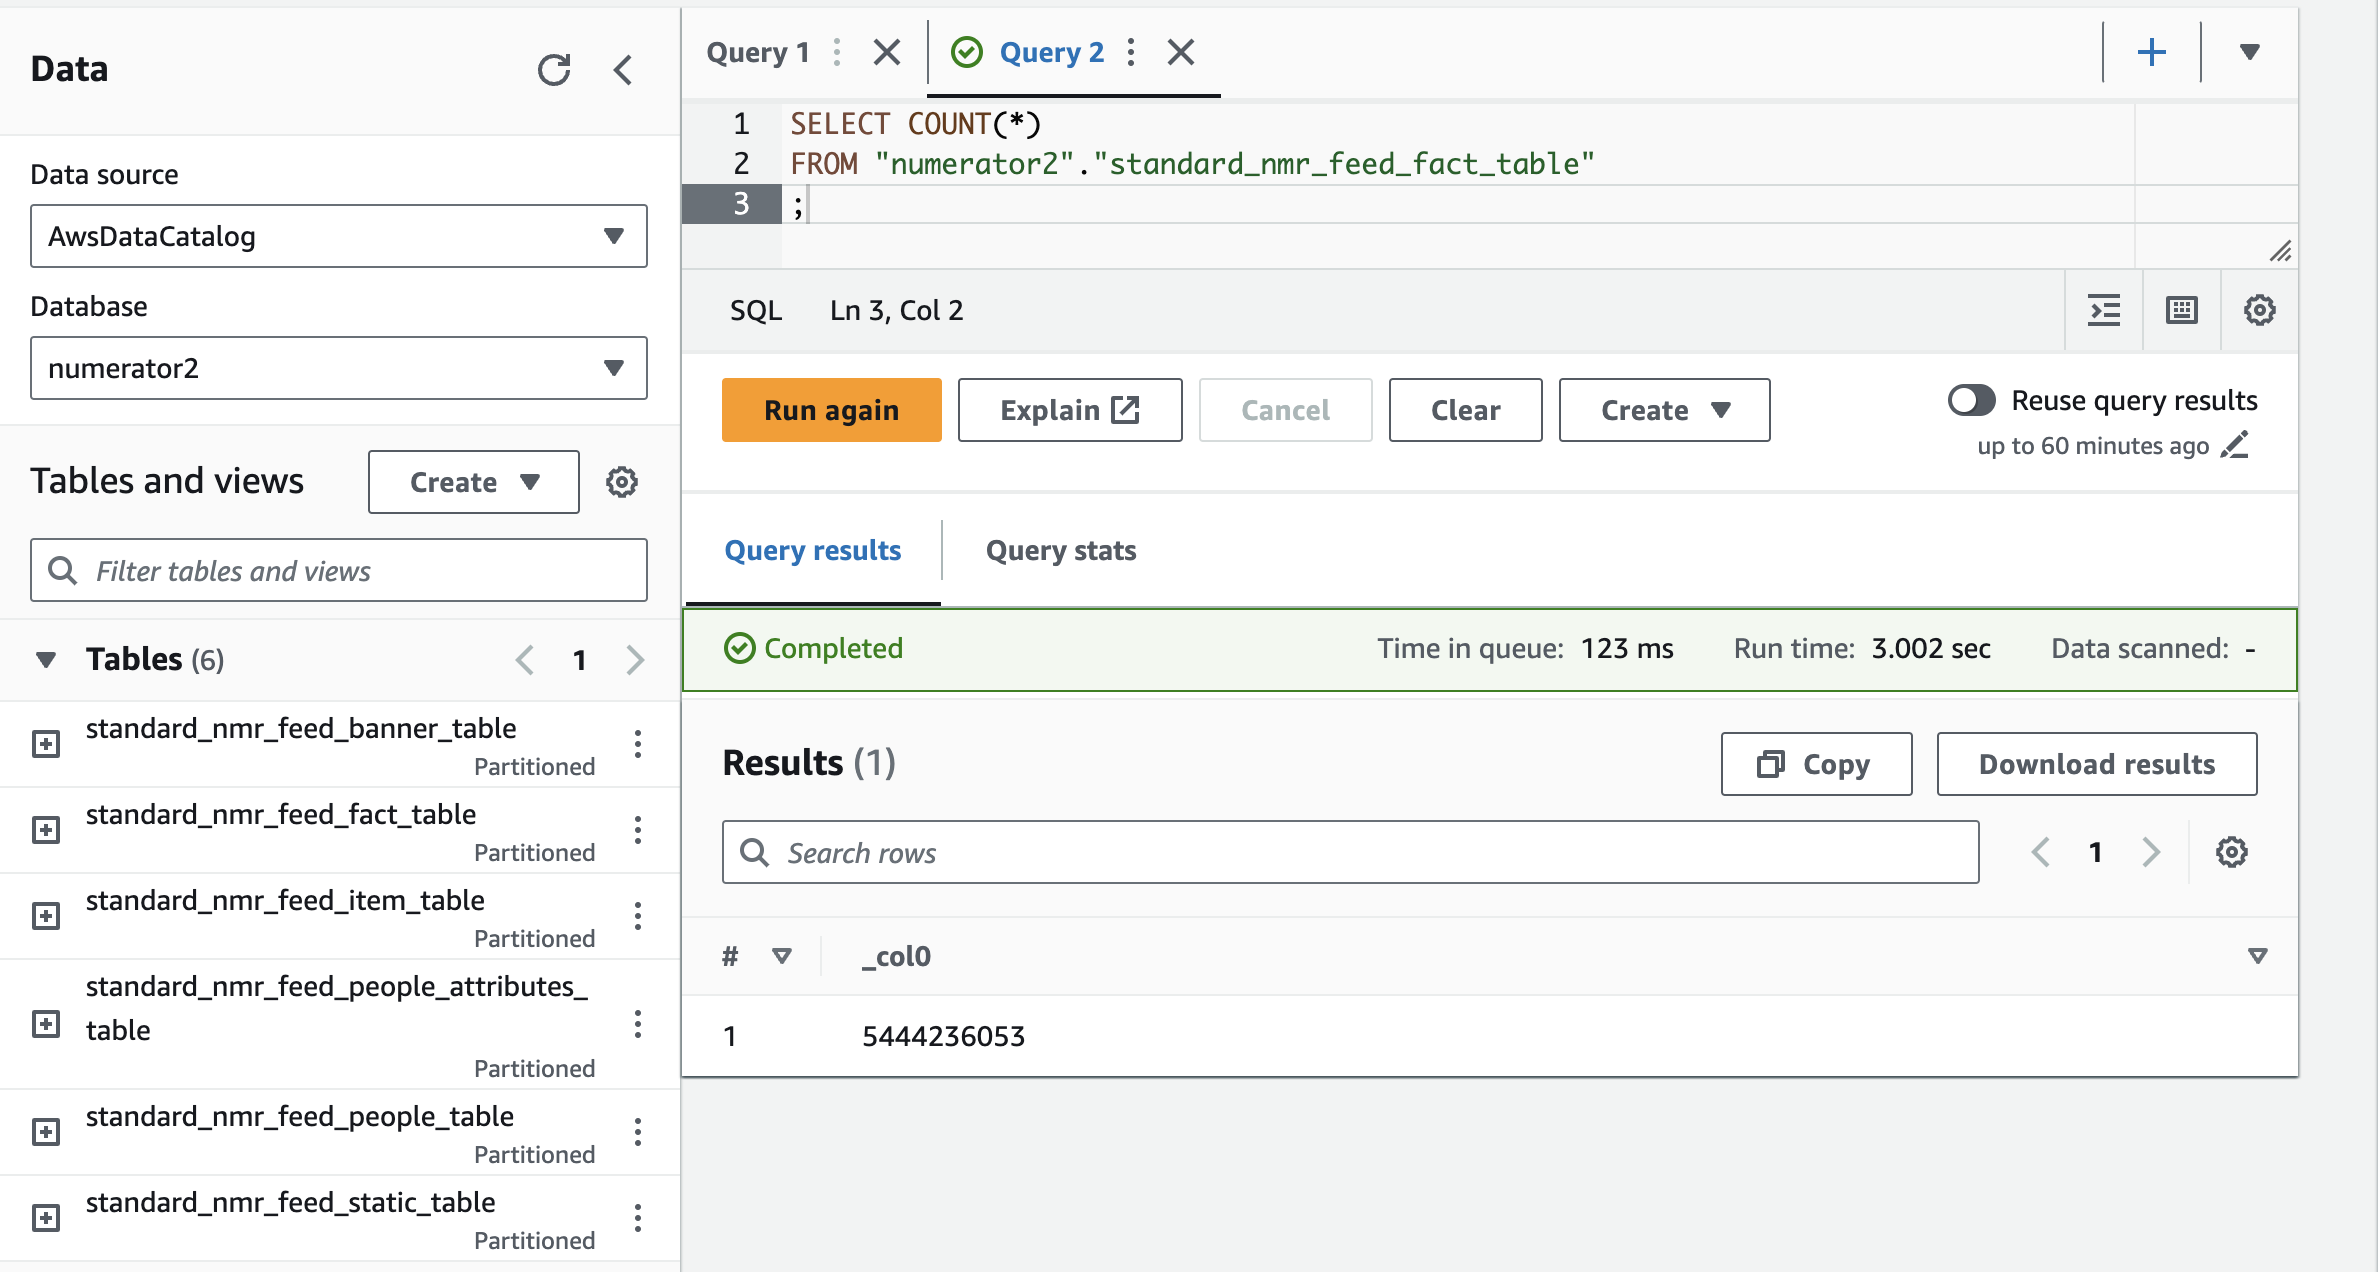 Data
Data source
AwsDataCatalog
Database
numerator2
Tables and views
Create
Filter tables and views
Tables (6)
1
standard_nmr_feed_banner_table
Partitioned
standard_nmr_feed_fact_table
Partitioned
standard_nmr_feed_item_table
Partitioned
standard_nmr_feed_people_attributes_
table
Partitioned
standard_nmr_feed_people_table
Partitioned
standard_nmr_feed_static_table
Partitioned
Query 1
Query 2
1 SELECT COUNT(*)
2 FROM "numerator2"."standard_nmr_feed_fact_table"
3 ;
SQL Ln 3, Col 2
Run again Explain Cancel Clear Create
Reuse query results
up to 60 minutes ago
Query results Query stats
Completed Time in queue: 123 ms Run time: 3.002 sec Data scanned: -
Results (1)
Copy Download results
Search rows
1
# _col0
1 5444236053